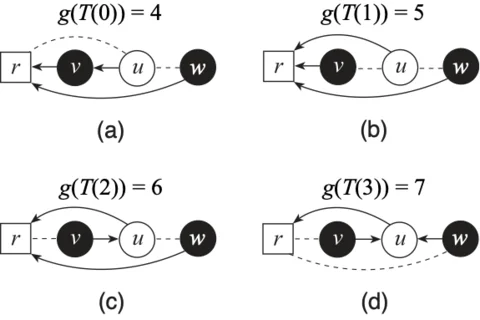 g(T(0)) = 4
g(T(1)) = 5
r v u w
r v u w
(a)
(b)
g(T(2)) = 6
g(T(3)) = 7
r v u w
r v u w
(c)
(d)